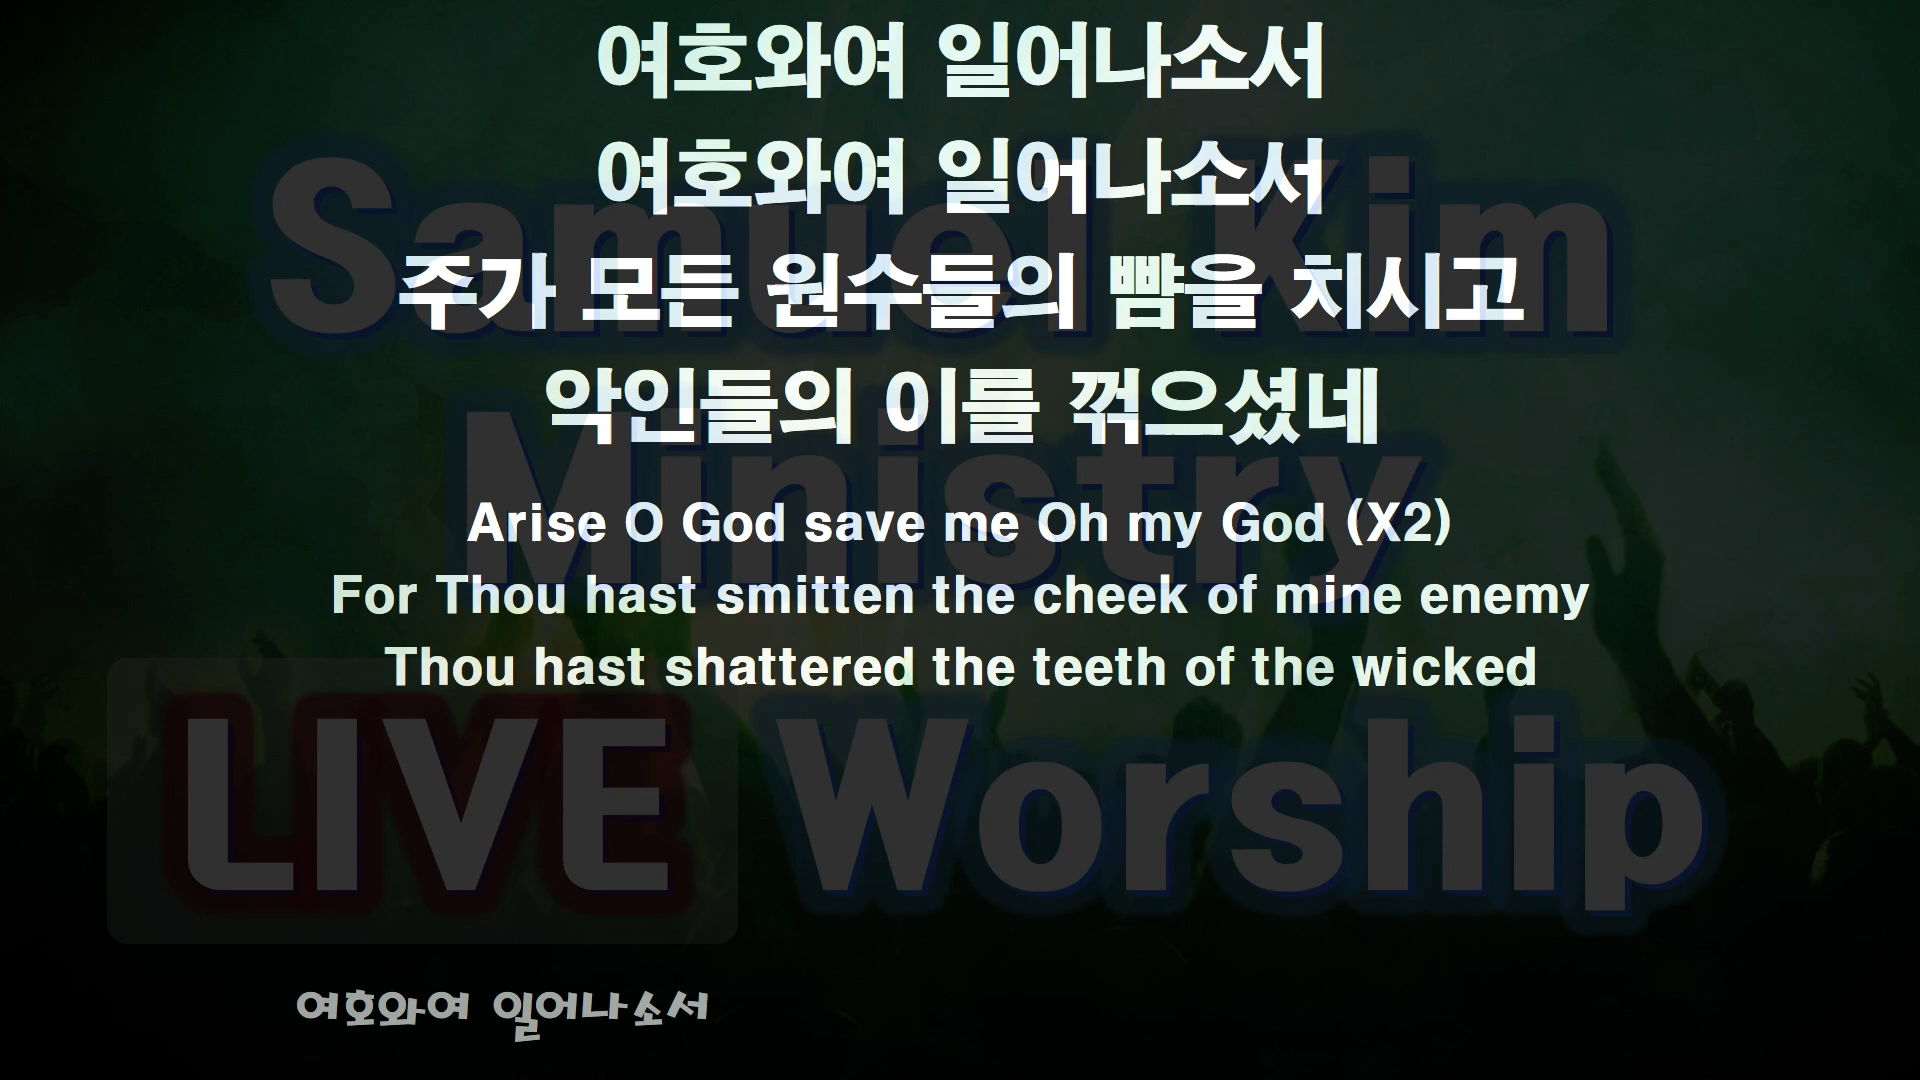 여호와여 일어나소서
여호와여 일어나소서
주가 모든 원수들의 뺨을 치시고
악인들의 이를 꺾으셨네
Arise O God save me Oh my God (X2)
For Thou hast smitten the cheek of mine enemy
Thou hast shattered the teeth of the wicked
Samuel Kim
Ministry
LIVE Worship
여호와여 일어나소서